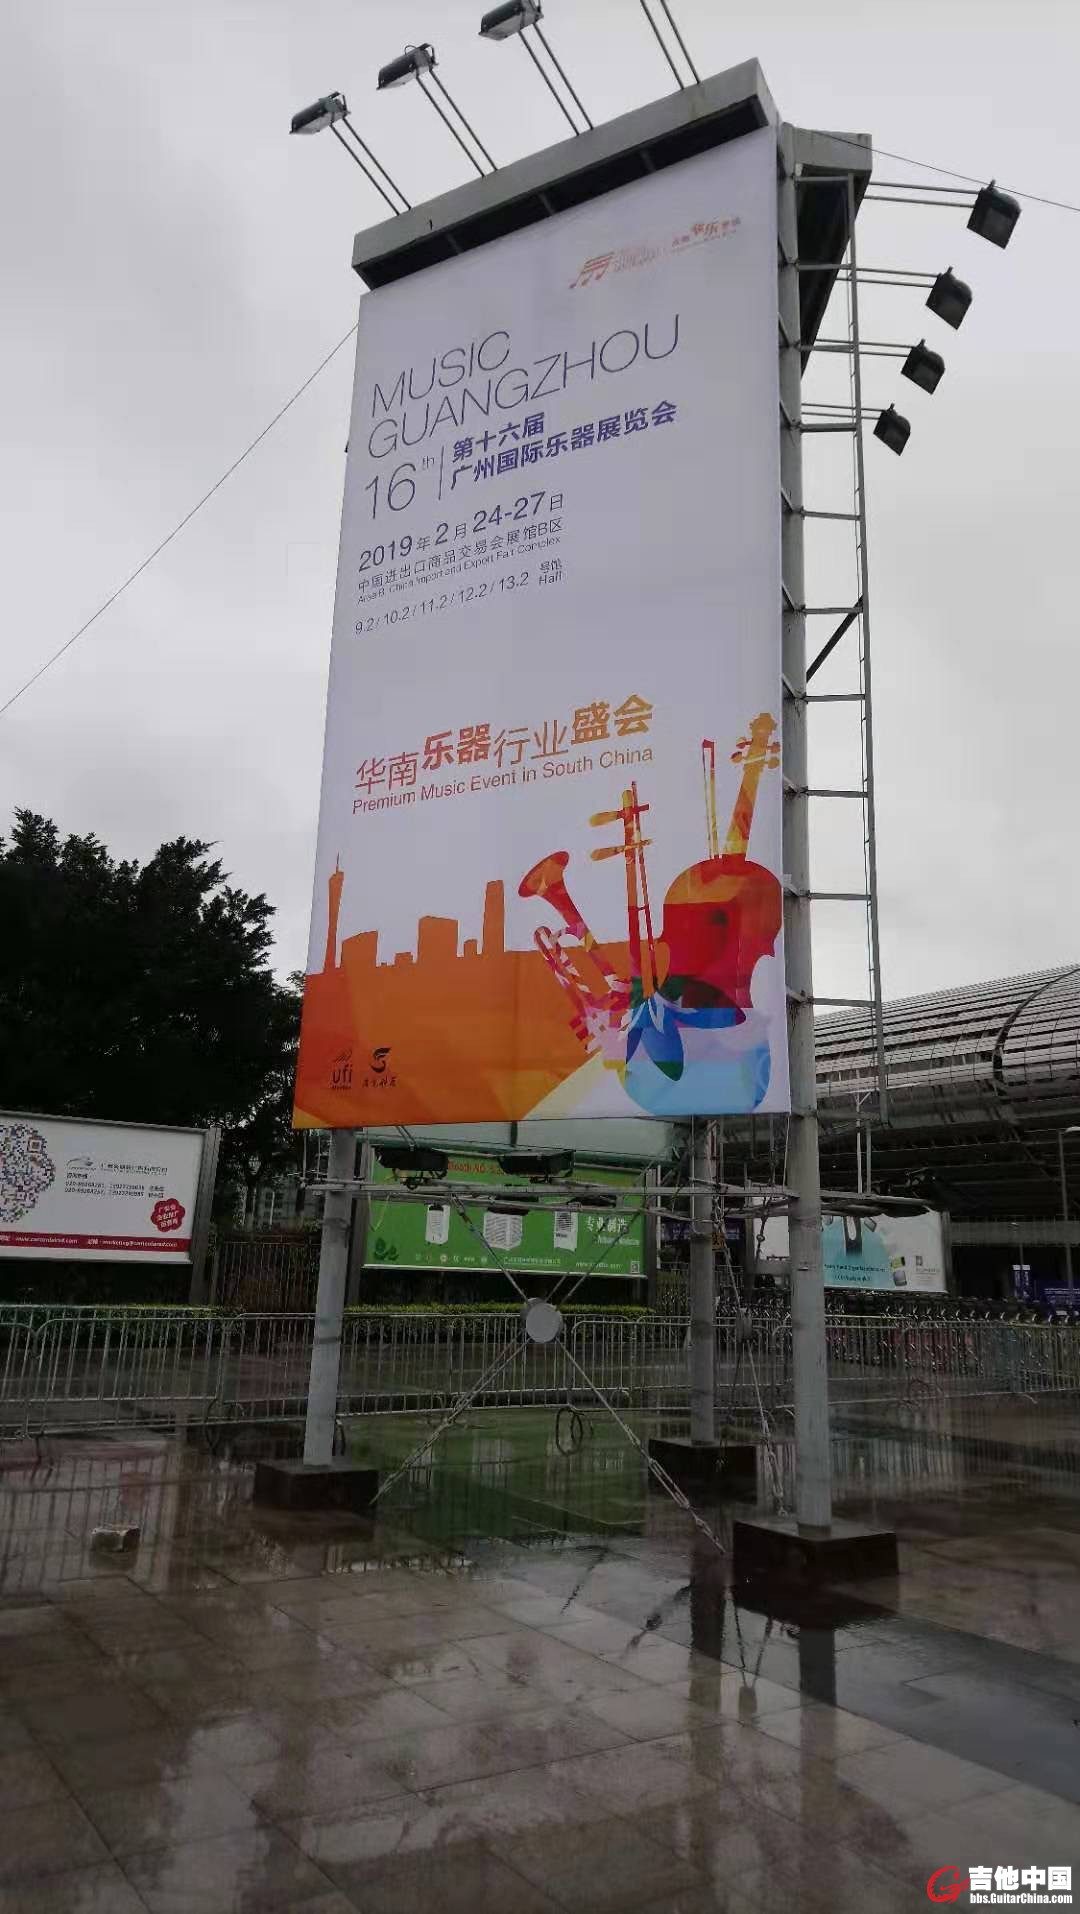 MUSIC
GUANGZHOU
16th
第十六届
广州国际乐器展览会
2019年2月24-27日
中国进出口商品交易会展馆B区
Area B, China Import and Export Fair Complex
9.2/10.2/11.2/12.2/13.2 号馆
Hall
华南乐器行业盛会
Premium Music Event in South China
ufi
专业制造
吉他中国
bbs.GuitarChina.com